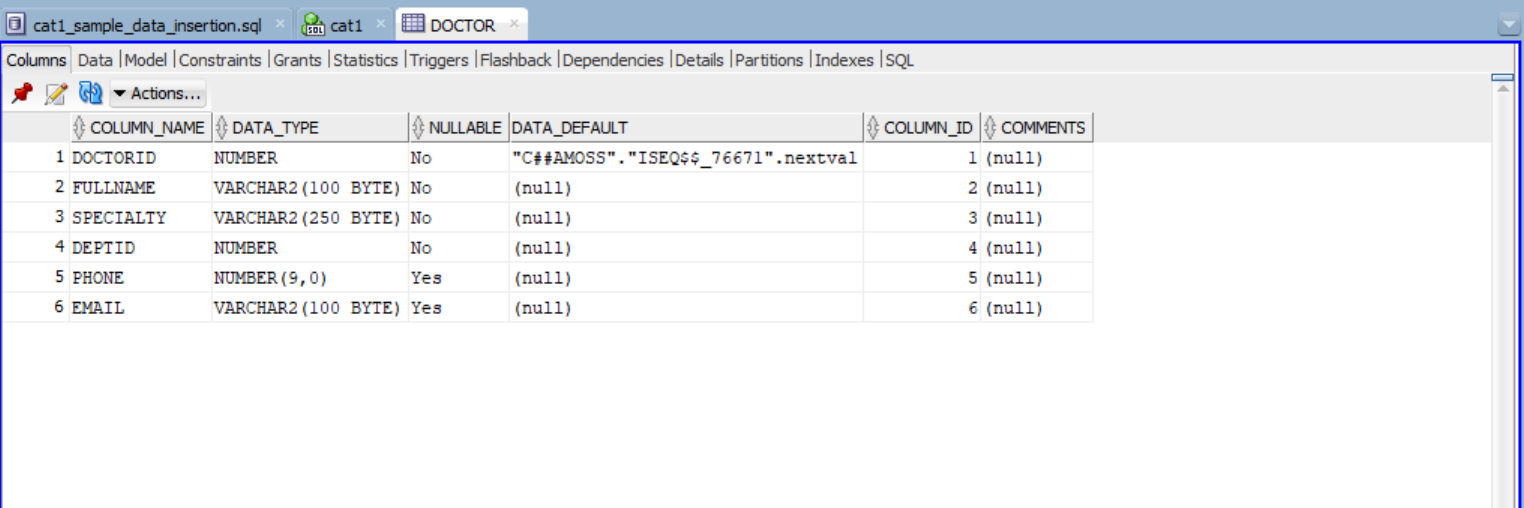 cat1_sample_data_insertion.sql × cat1 × DOCTOR ×
Columns Data |Model |Constraints |Grants |Statistics |Triggers |Flashback |Dependencies |Details |Partitions |Indexes |SQL
Actions...
COLUMN_NAME DATA_TYPE NULLABLE DATA_DEFAULT COLUMN_ID COMMENTS
1 DOCTORID NUMBER No "C##AMOSS"."ISEQ$$_76671".nextval 1 (null)
2 FULLNAME VARCHAR2(100 BYTE) No (null) 2 (null)
3 SPECIALTY VARCHAR2(250 BYTE) No (null) 3 (null)
4 DEPTID NUMBER No (null) 4 (null)
5 PHONE NUMBER(9,0) Yes (null) 5 (null)
6 EMAIL VARCHAR2(100 BYTE) Yes (null) 6 (null)